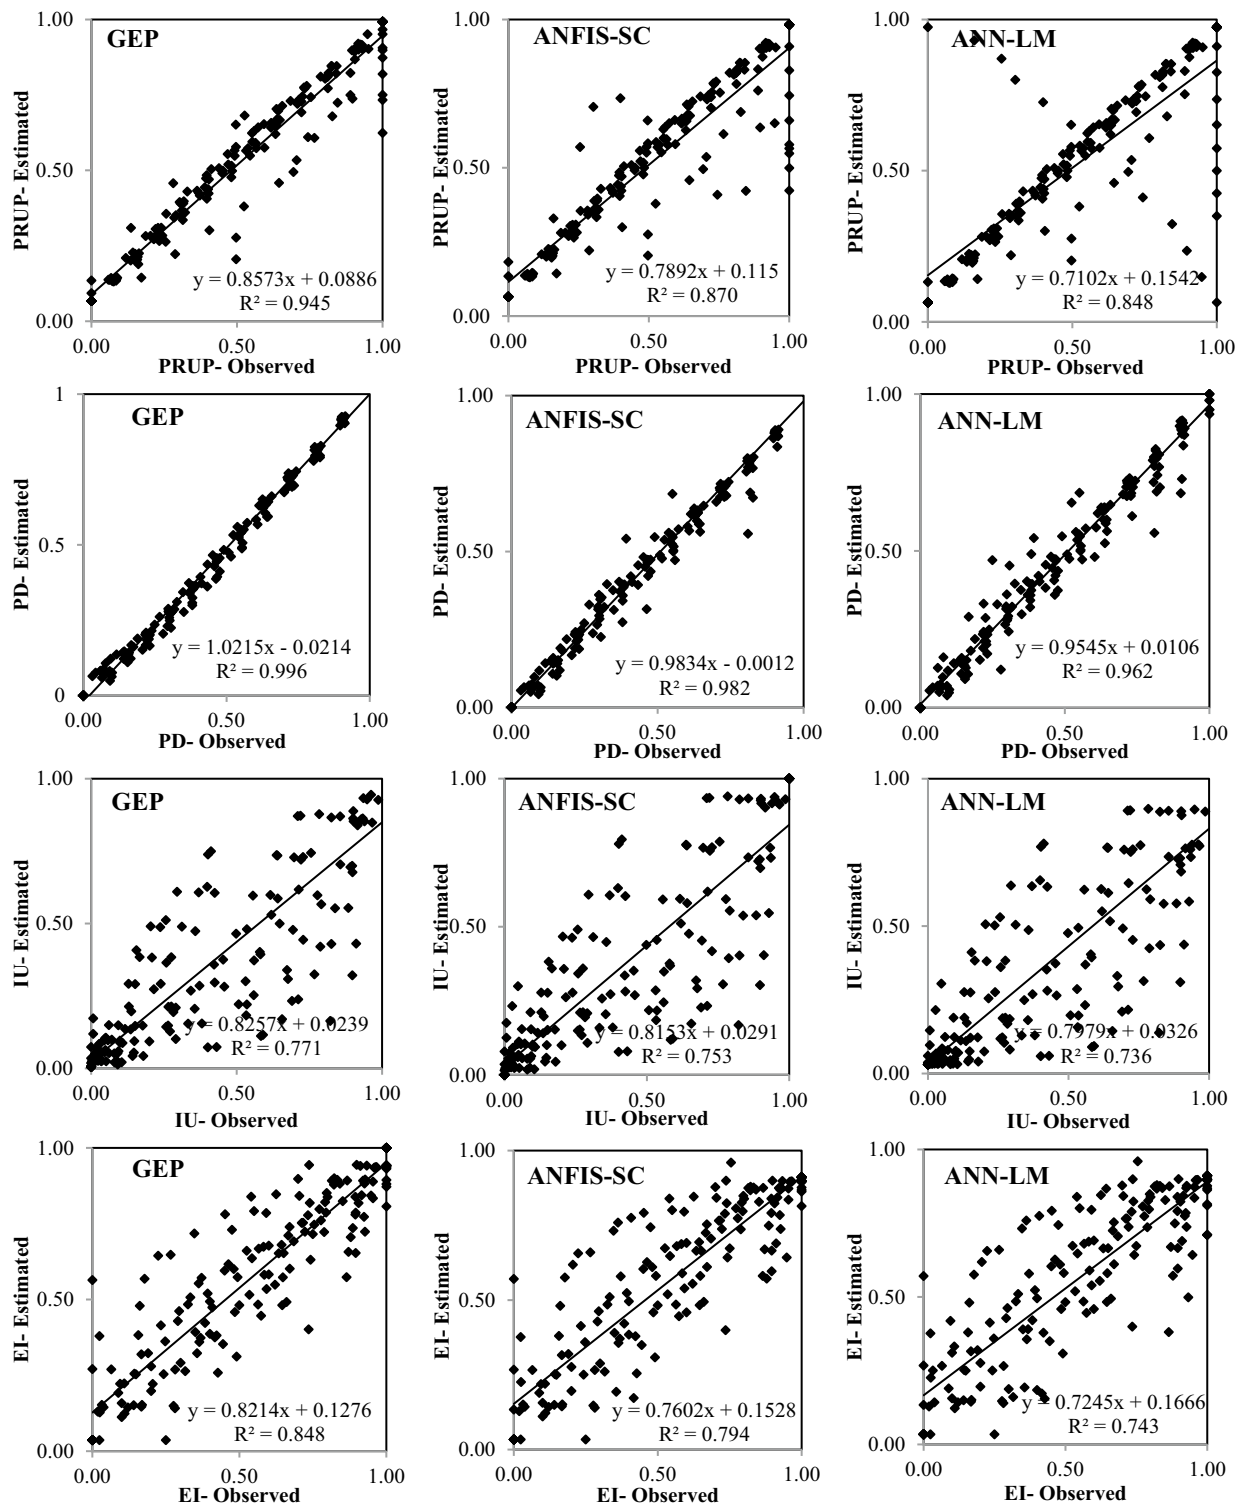 GEP
PRUP- Estimated
1.00
0.50
0.00
y = 0.8573x + 0.0886
R² = 0.945
0.00 0.50 1.00
PRUP- Observed
ANFIS-SC
PRUP- Estimated
1.00
0.50
0.00
y = 0.7892x + 0.115
R² = 0.870
0.00 0.50 1.00
PRUP- Observed
ANN-LM
PRUP- Estimated
1.00
0.50
0.00
y = 0.7102x + 0.1542
R² = 0.848
0.00 0.50 1.00
PRUP- Observed
GEP
PD- Estimated
1
0.5
0
y = 1.0215x - 0.0214
R² = 0.996
0.00 0.50 1.00
PD- Observed
ANFIS-SC
PD- Estimated
1.00
0.50
0.00
y = 0.9834x - 0.0012
R² = 0.982
0.00 0.50 1.00
PD- Observed
ANN-LM
PD- Estimated
1.00
0.50
0.00
y = 0.9545x + 0.0106
R² = 0.962
0.00 0.50 1.00
PD- Observed
GEP
IU- Estimated
1.00
0.50
0.00
y = 0.8257x + 0.0239
R² = 0.771
0.00 0.50 1.00
IU- Observed
ANFIS-SC
IU- Estimated
1.00
0.50
0.00
y = 0.8153x + 0.0291
R² = 0.753
0.00 0.50 1.00
IU- Observed
ANN-LM
IU- Estimated
1.00
0.50
0.00
y = 0.7979x + 0.0326
R² = 0.736
0.00 0.50 1.00
IU- Observed
GEP
EI- Estimated
1.00
0.50
0.00
y = 0.8214x + 0.1276
R² = 0.848
0.00 0.50 1.00
EI- Observed
ANFIS-SC
EI- Estimated
1.00
0.50
0.00
y = 0.7602x + 0.1528
R² = 0.794
0.00 0.50 1.00
EI- Observed
ANN-LM
EI- Estimated
1.00
0.50
0.00
y = 0.7245x + 0.1666
R² = 0.743
0.00 0.50 1.00
EI- Observed